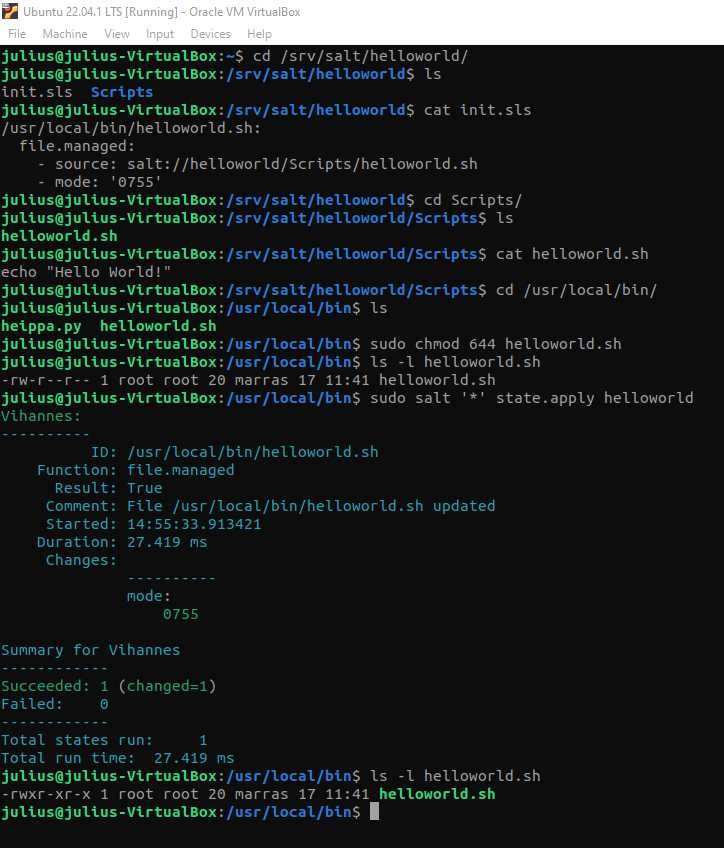 Ubuntu 22.04.1 LTS [Running] - Oracle VM VirtualBox
File Machine View Input Devices Help
julius@julius-VirtualBox:~$ cd /srv/salt/helloworld/
julius@julius-VirtualBox:/srv/salt/helloworld$ ls
init.sls  Scripts
julius@julius-VirtualBox:/srv/salt/helloworld$ cat init.sls
/usr/local/bin/helloworld.sh:
  file.managed:
    - source: salt://helloworld/Scripts/helloworld.sh
    - mode: '0755'
julius@julius-VirtualBox:/srv/salt/helloworld$ cd Scripts/
julius@julius-VirtualBox:/srv/salt/helloworld/Scripts$ ls
helloworld.sh
julius@julius-VirtualBox:/srv/salt/helloworld/Scripts$ cat helloworld.sh
echo "Hello World!"
julius@julius-VirtualBox:/srv/salt/helloworld/Scripts$ cd /usr/local/bin/
julius@julius-VirtualBox:/usr/local/bin$ ls
heippa.py  helloworld.sh
julius@julius-VirtualBox:/usr/local/bin$ sudo chmod 644 helloworld.sh
julius@julius-VirtualBox:/usr/local/bin$ ls -l helloworld.sh
-rw-r--r-- 1 root root 20 marras 17 11:41 helloworld.sh
julius@julius-VirtualBox:/usr/local/bin$ sudo salt '*' state.apply helloworld
Vihannes:
----------
          ID: /usr/local/bin/helloworld.sh
    Function: file.managed
      Result: True
     Comment: File /usr/local/bin/helloworld.sh updated
     Started: 14:55:33.913421
    Duration: 27.419 ms
     Changes:
              ----------
              mode:
                  0755

Summary for Vihannes
------------
Succeeded: 1 (changed=1)
Failed:    0
------------
Total states run:     1
Total run time:  27.419 ms
julius@julius-VirtualBox:/usr/local/bin$ ls -l helloworld.sh
-rwxr-xr-x 1 root root 20 marras 17 11:41 helloworld.sh
julius@julius-VirtualBox:/usr/local/bin$